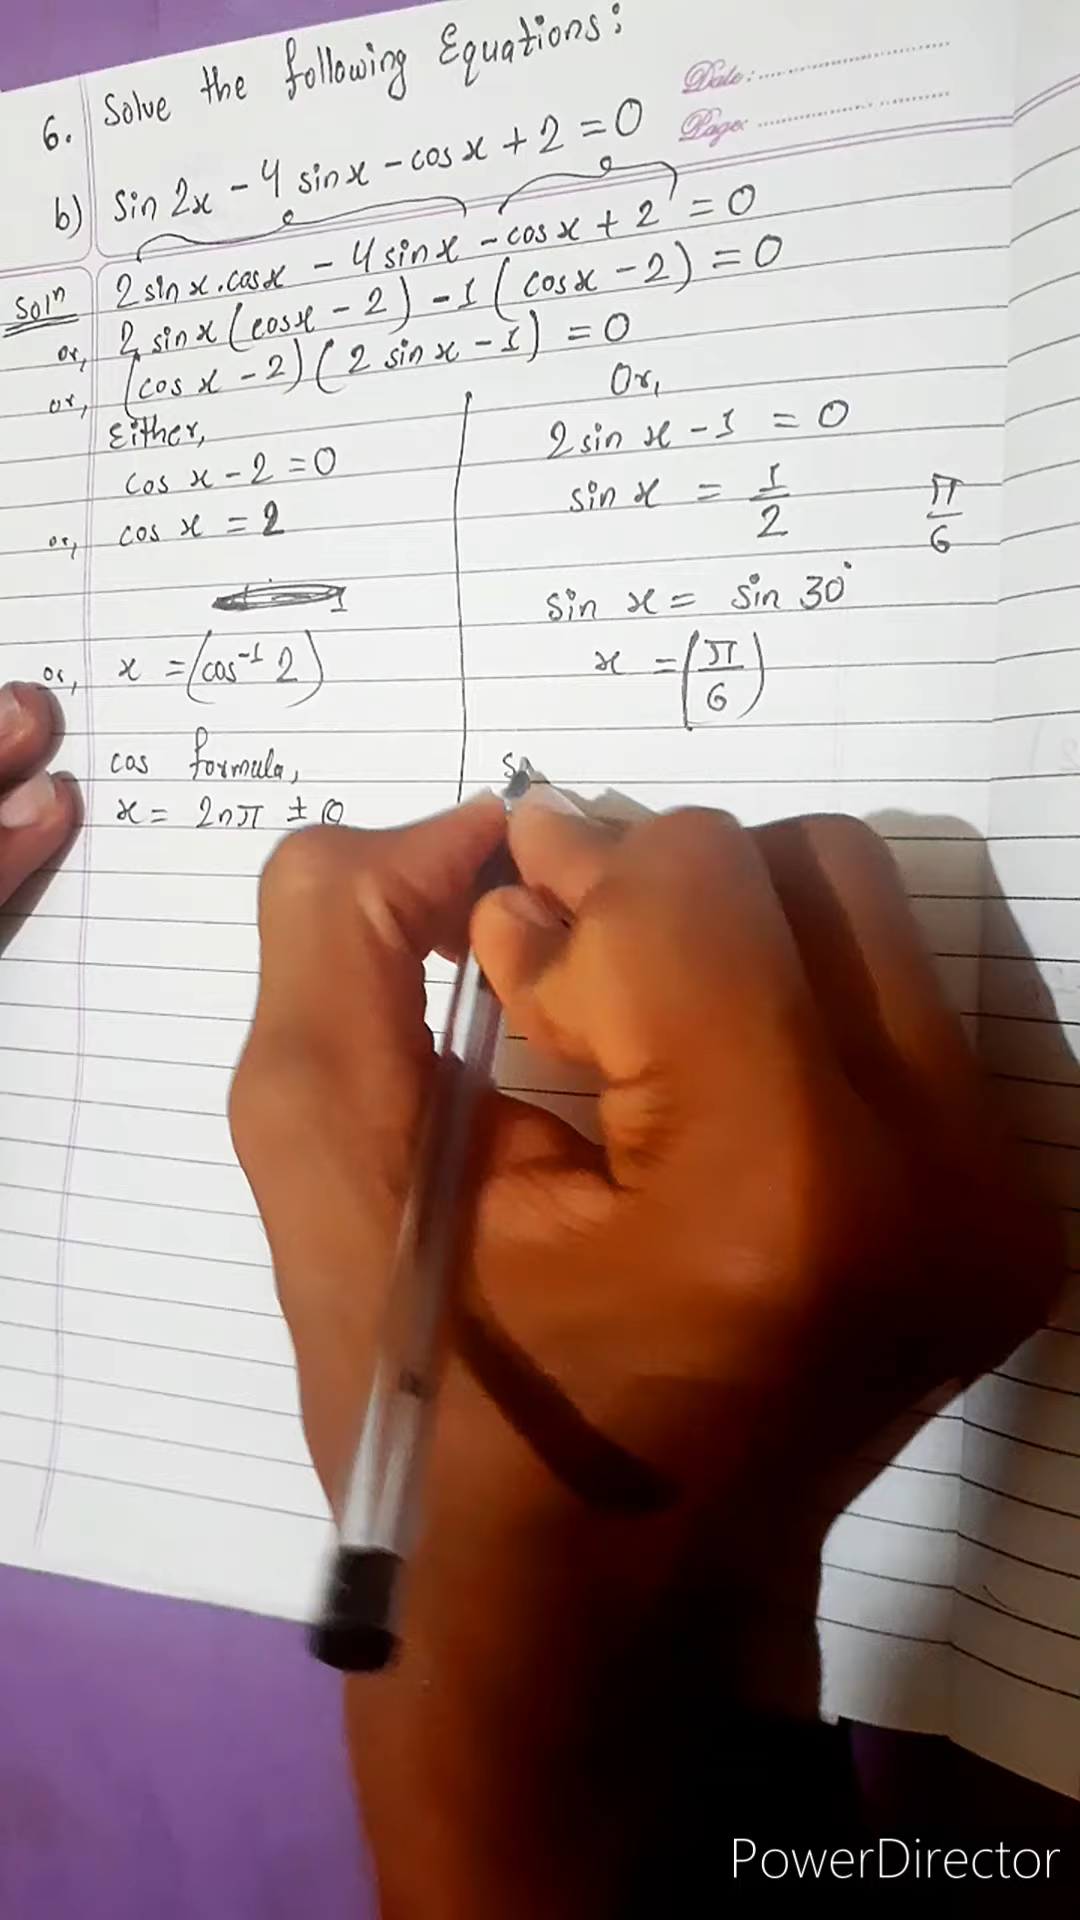 6. Solve the following Equations:
Date:
Page:
b) Sin 2x - 4 sin x - cos x + 2 = 0
Solⁿ 2 sin x . cos x - 4 sin x - cos x + 2 = 0
or, 2 sin x (cos x - 2) - 1 (cos x - 2) = 0
or, (cos x - 2) (2 sin x - 1) = 0
Either,
cos x - 2 = 0
or, cos x = 2
or, x = (cos⁻¹ 2)
cos formula,
x = 2nπ ± θ
Or,
2 sin x - 1 = 0
sin x = 1/2
π/6
sin x = sin 30°
x = (π/6)
PowerDirector